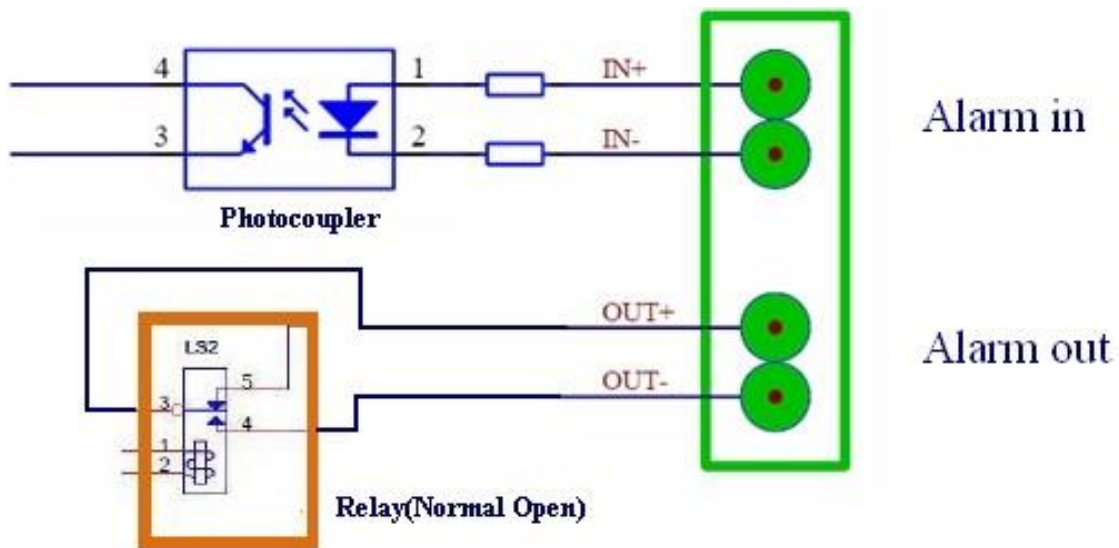 4 1 IN+
Alarm in
3 2 IN-
Photocoupler
OUT+
LS2
Alarm out
5 OUT-
3
4
1
2
Relay(Normal Open)